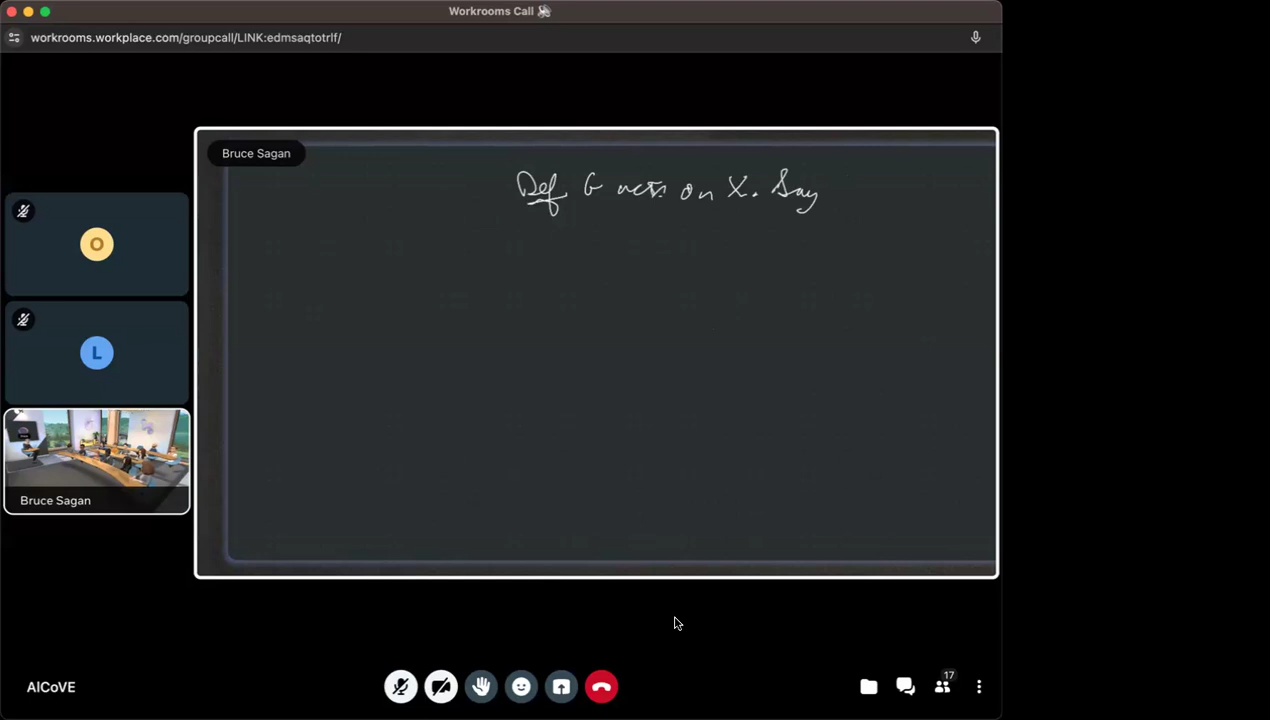 Workrooms Call
workrooms.workplace.com/groupcall/LINK:edmsaqtotrlf/
Bruce Sagan
Def G acts on X. Say
O
L
Bruce Sagan
AICoVE
17